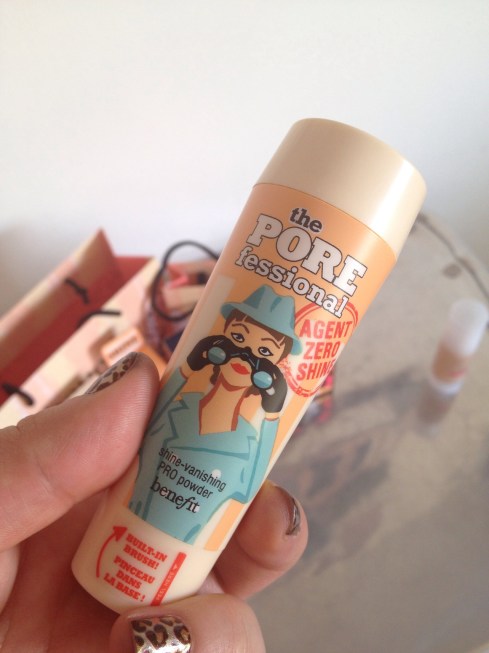 the
PORE
fessional
AGENT
ZERO
SHINE
shine-vanishing
PRO powder
benefit
BUILT-IN
BRUSH!
PINCEAU
DANS
LA BASE!